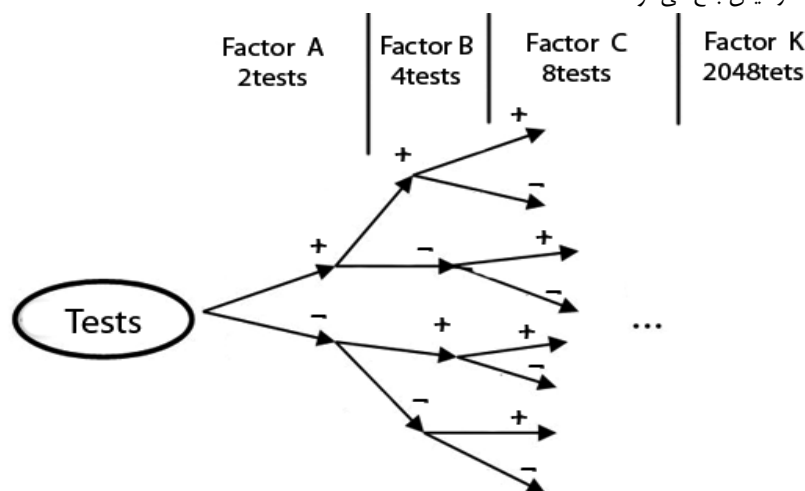 Factor A
2tests
Factor B
4tests
Factor C
8tests
Factor K
2048tets
+
-
+
-
+
-
+
-
+
-
+
-
+
-
Tests
...